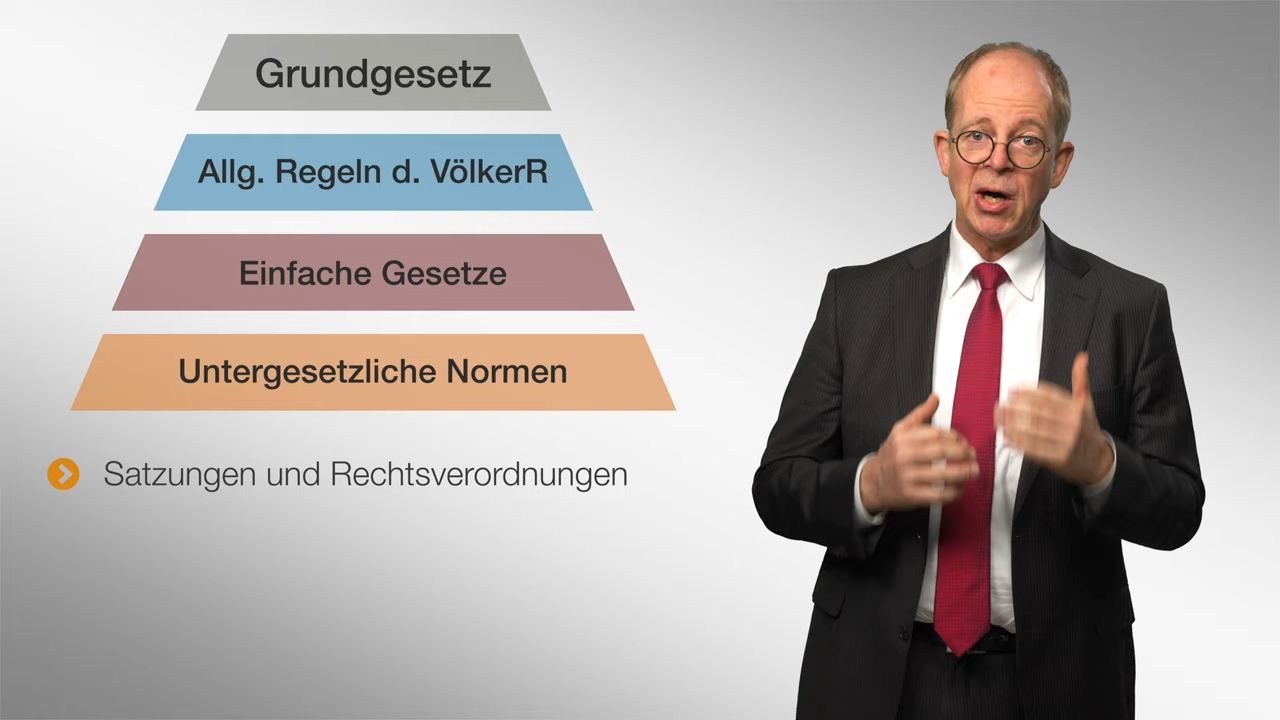 Grundgesetz
Allg. Regeln d. VölkerR
Einfache Gesetze
Untergesetzliche Normen
Satzungen und Rechtsverordnungen